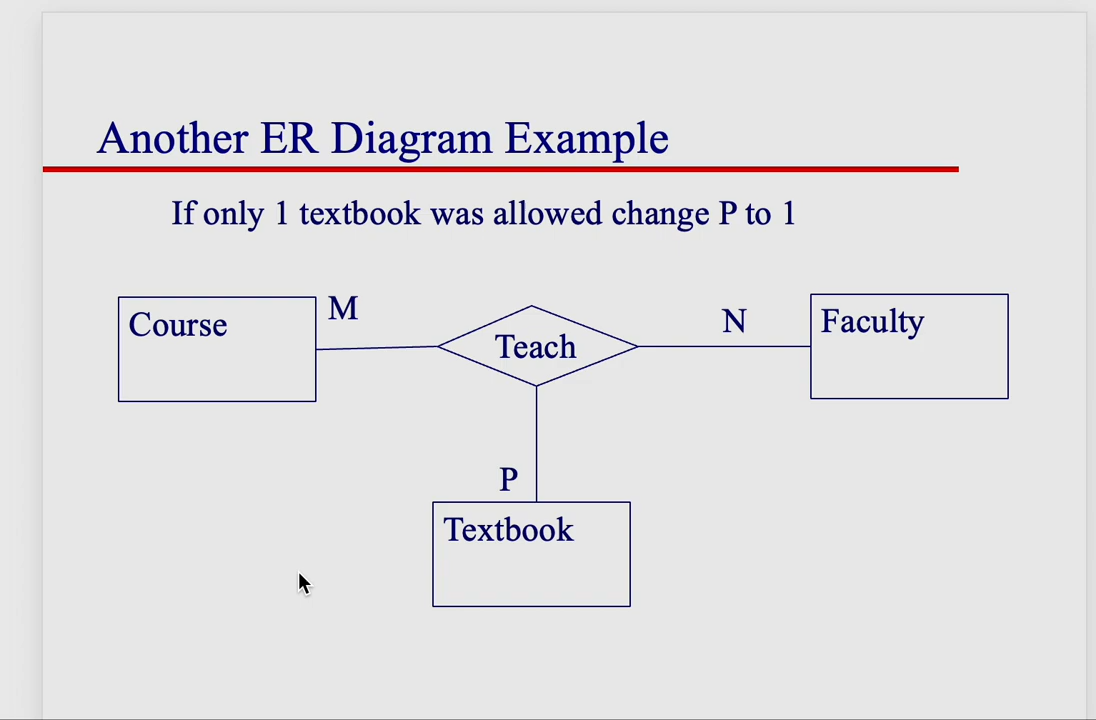 Another ER Diagram Example
If only 1 textbook was allowed change P to 1
Course
M
Teach
N
Faculty
P
Textbook